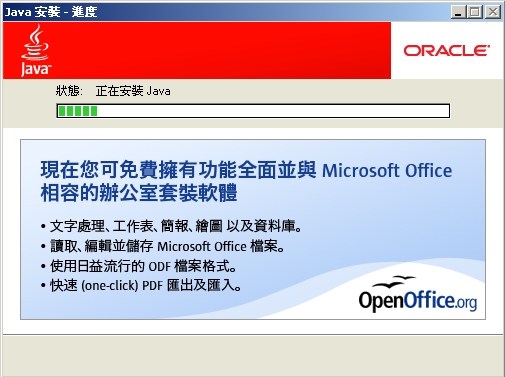 Java 安裝 - 進度
Java
ORACLE
狀態: 正在安裝 Java
現在您可免費擁有功能全面並與 Microsoft Office
相容的辦公室套裝軟體
• 文字處理、工作表、簡報、繪圖 以及資料庫。
• 讀取、編輯並儲存 Microsoft Office 檔案。
• 使用日益流行的 ODF 檔案格式。
• 快速 (one-click) PDF 匯出及匯入。
OpenOffice.org